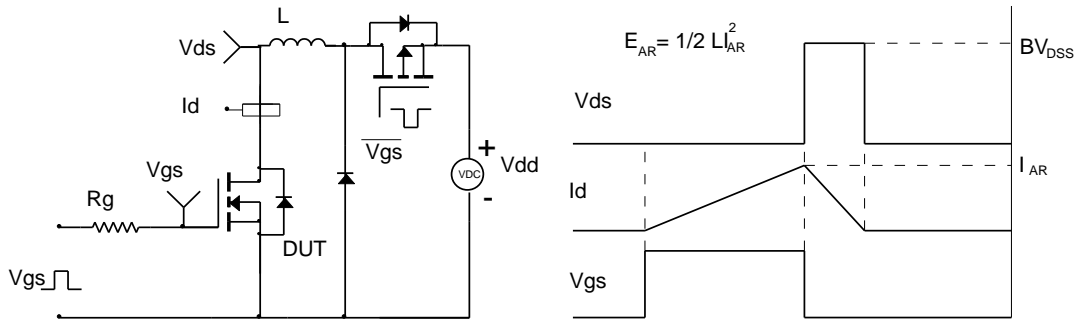 L
Vds
Id
Vgs
Rg
DUT
Vgs
Vgs
VDC
+
Vdd
-
E_AR= 1/2 LI_AR^2
Vds
BV_DSS
Id
I_AR
Vgs